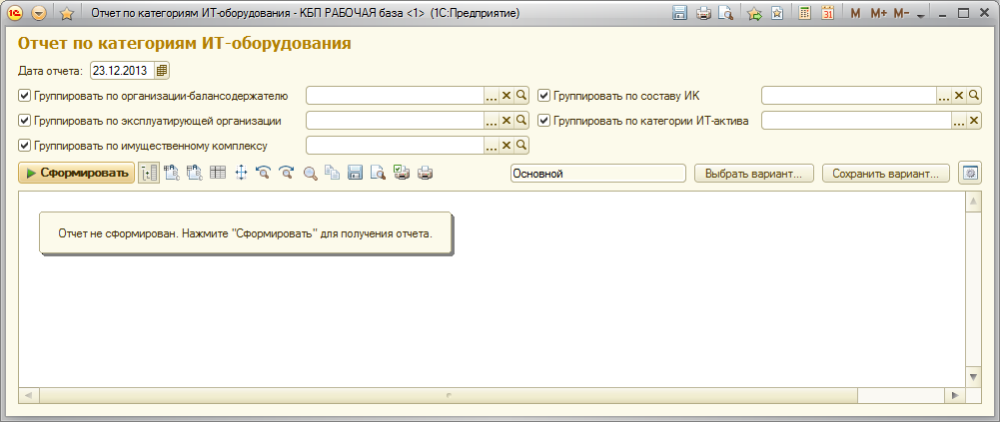 Отчет по категориям ИТ-оборудования - КБП РАБОЧАЯ база <1> (1С:Предприятие)
M M+ M-
31
Отчет по категориям ИТ-оборудования
Дата отчета: 23.12.2013
Группировать по организации-балансодержателю ... Группировать по составу ИК ...
Группировать по эксплуатирующей организации ... Группировать по категории ИТ-актива ...
Группировать по имущественному комплексу ...
Сформировать Основной Выбрать вариант... Сохранить вариант...
Отчет не сформирован. Нажмите "Сформировать" для получения отчета.